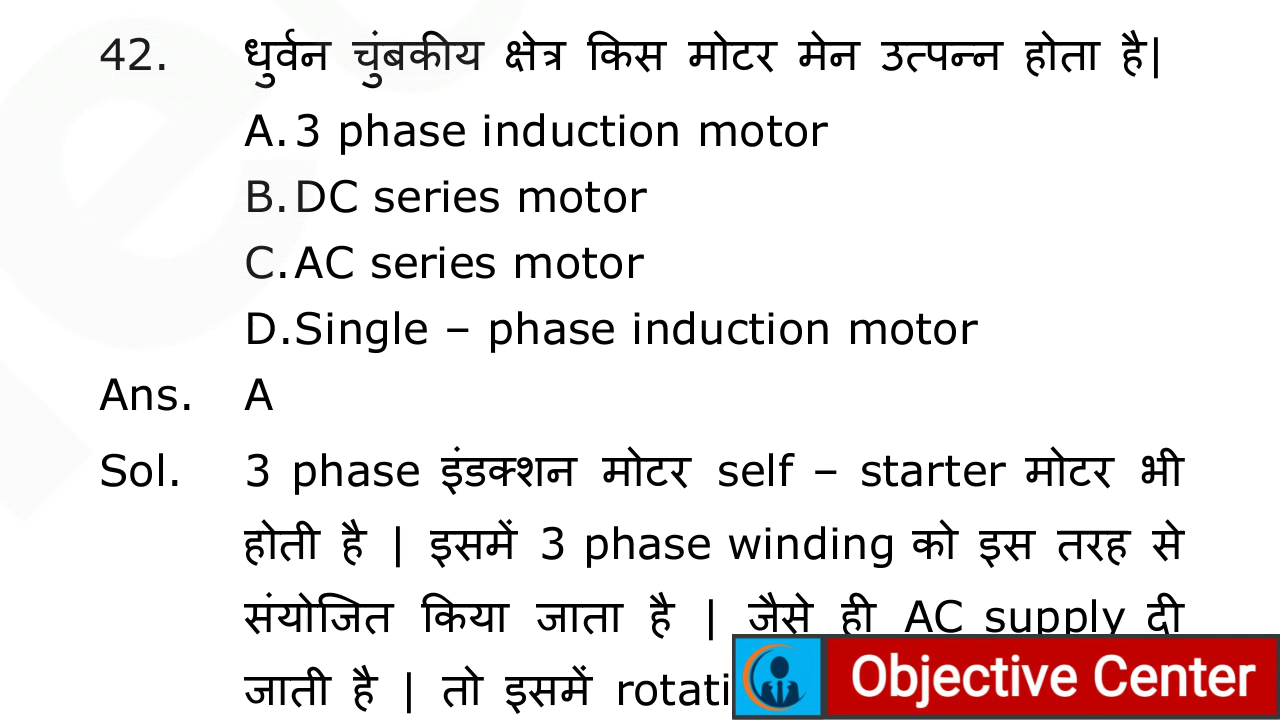 42. धुर्वन चुंबकीय क्षेत्र किस मोटर मेन उत्पन्न होता है|
A. 3 phase induction motor
B. DC series motor
C. AC series motor
D. Single – phase induction motor
Ans. A
Sol. 3 phase इंडक्शन मोटर self – starter मोटर भी
होती है | इसमें 3 phase winding को इस तरह से
संयोजित किया जाता है | जैसे ही AC supply दी
जाती है | तो इसमें rotati
Objective Center